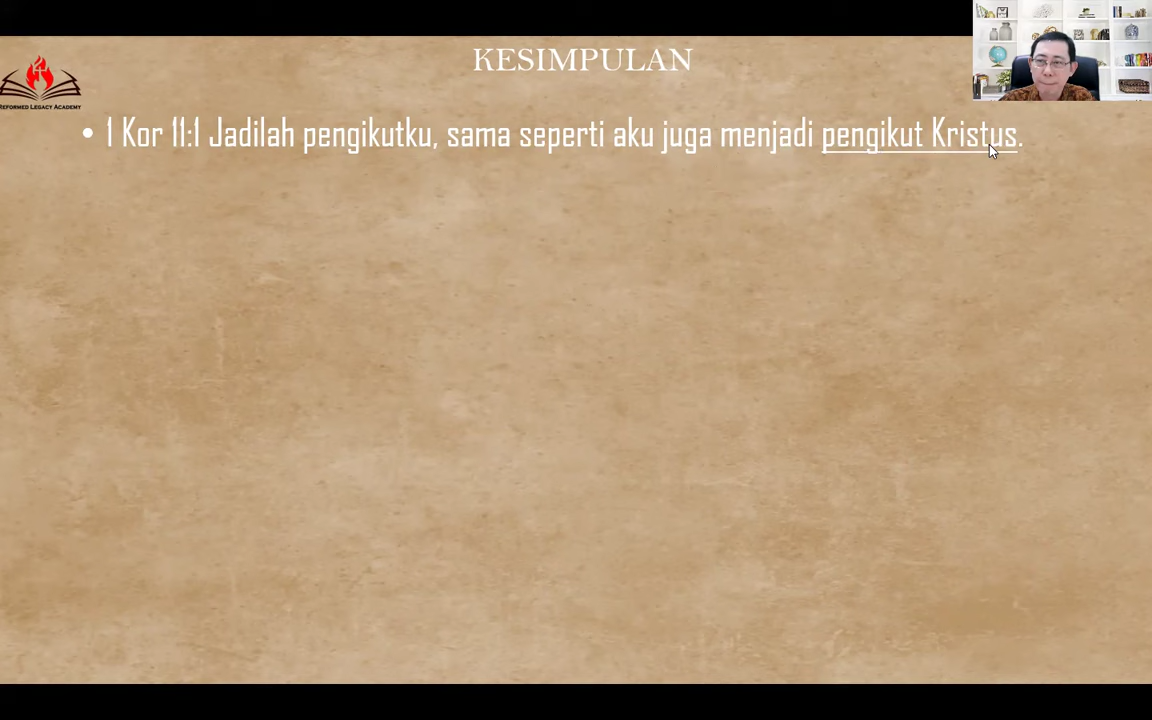 KESIMPULAN
REFORMED LEGACY ACADEMY
• 1 Kor 11:1 Jadilah pengikutku, sama seperti aku juga menjadi pengikut Kristus.